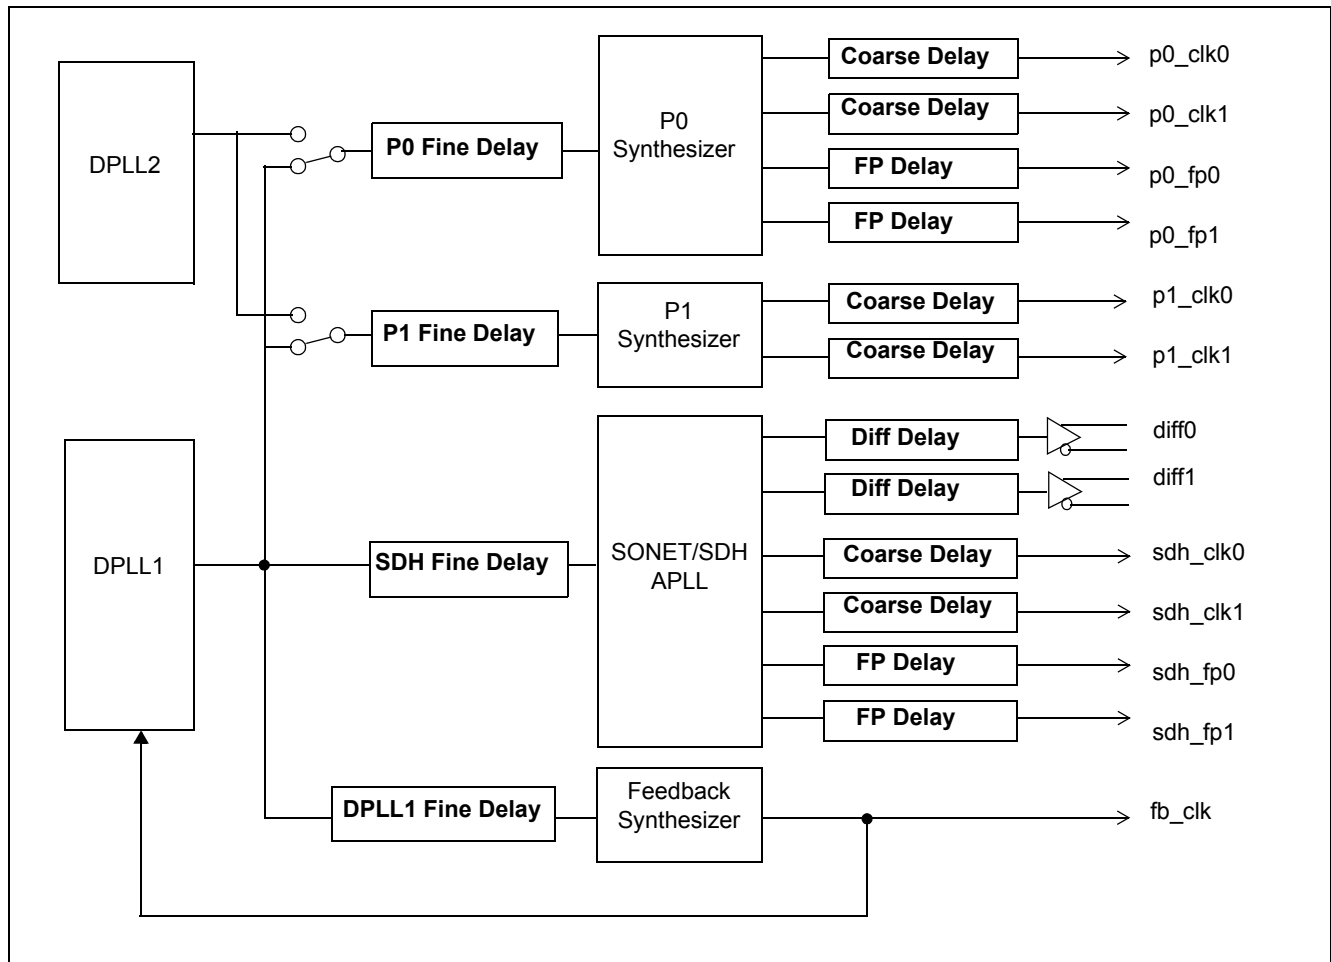 DPLL2
P0 Fine Delay
P0
Synthesizer
Coarse Delay
p0_clk0
Coarse Delay
p0_clk1
FP Delay
p0_fp0
FP Delay
p0_fp1
P1 Fine Delay
P1
Synthesizer
Coarse Delay
p1_clk0
Coarse Delay
p1_clk1
DPLL1
SDH Fine Delay
SONET/SDH
APLL
Diff Delay
diff0
Diff Delay
diff1
Coarse Delay
sdh_clk0
Coarse Delay
sdh_clk1
FP Delay
sdh_fp0
FP Delay
sdh_fp1
DPLL1 Fine Delay
Feedback
Synthesizer
fb_clk